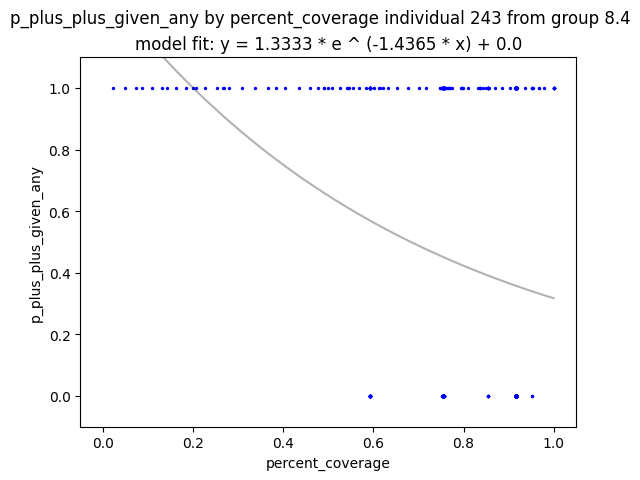 p_plus_plus_given_any by percent_coverage individual 243 from group 8.4
model fit: y = 1.3333 * e ^ (-1.4365 * x) + 0.0
1.0
0.8
0.6
0.4
0.2
0.0
p_plus_plus_given_any
0.0 0.2 0.4 0.6 0.8 1.0
percent_coverage